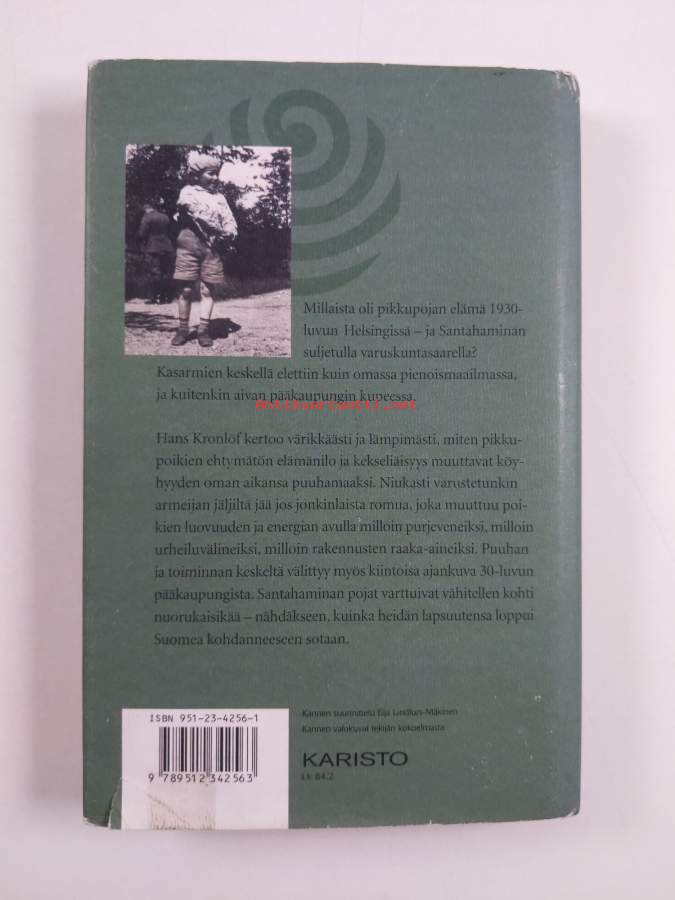 Millaista oli pikkupojan elämä 1930-
luvun Helsingissä – ja Santahaminan
suljetulla varuskuntasaarella?
Kasarmien keskellä elettiin kuin omassa pienoismaailmassa,
ja kuitenkin aivan pääkaupungin kupeessa.
antikvariaatti.net
Hans Kronlöf kertoo värikkäästi ja lämpimästi, miten pikku-
poikien ehtymätön elämänilo ja kekseliäisyys muuttavat köy-
hyyden oman aikansa puuhamaaksi. Niukasti varustetunkin
armeijan jäljiltä jää jos jonkinlaista romua, joka muuttuu poi-
kien luovuuden ja energian avulla milloin purjeveneiksi, milloin
urheiluvälineiksi, milloin rakennusten raaka-aineiksi. Puuhan
ja toiminnan keskeltä välittyy myös kiintoisa ajankuva 30-luvun
pääkaupungista. Santahaminan pojat varttuivat vähitellen kohti
nuorukaisikää – nähdäkseen, kuinka heidän lapsuutensa loppui
Suomea kohdanneeseen sotaan.
ISBN 951-23-4256-1
9 789512 342563
Kannen suunnittelu Eija Lindfors-Mäkinen
Kannen valokuvat tekijän kokoelmasta
KARISTO
Lk 84.2